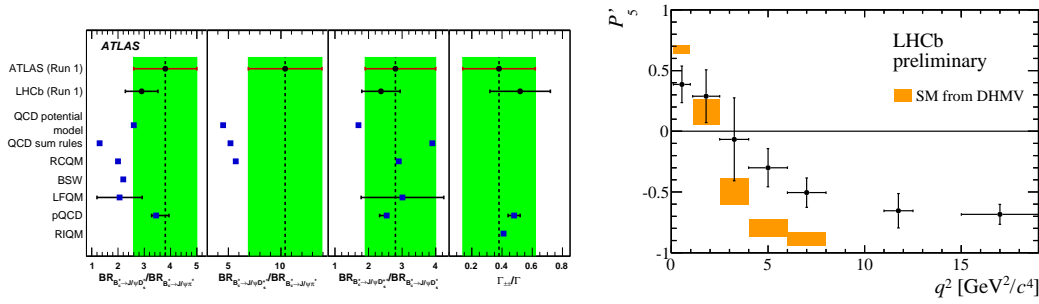 ATLAS
ATLAS (Run 1)
LHCb (Run 1)
QCD potential
model
QCD sum rules
RCQM
BSW
LFQM
pQCD
RIQM
1 2 3 4 5
5 10
1 2 3 4
0.2 0.4 0.6 0.8
Γ±±/Γ
P'5
LHCb
preliminary
SM from DHMV
1
0.5
0
-0.5
-1
0 5 10 15
q² [GeV²/c⁴]